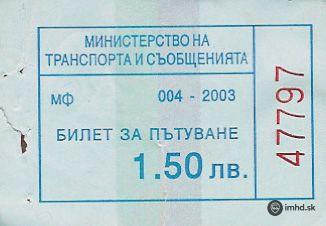 МИНИСТЕРСТВО НА
ТРАНСПОРТА И СЪОБЩЕНИЯТА
МФ 004 - 2003
БИЛЕТ ЗА ПЪТУВАНЕ
1.50 лв.
47797
imhd.sk